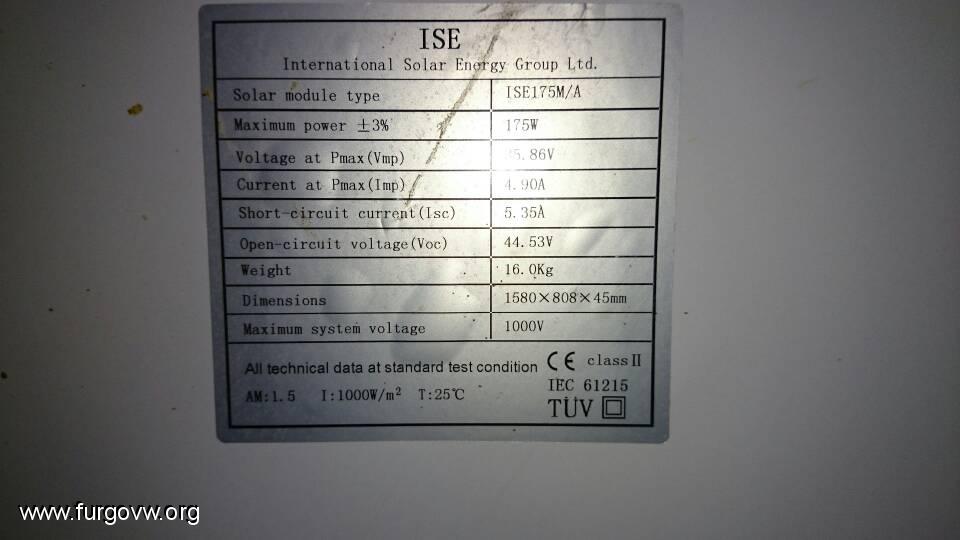 ISE
International Solar Energy Group Ltd.
Solar module type ISE175M/A
Maximum power ±3% 175W
Voltage at Pmax(Vmp)
Current at Pmax(Imp) 4.90A
Short-circuit current(Isc) 5.35A
Open-circuit voltage(Voc) 44.53V
Weight 16.0Kg
Dimensions 1580×808×45mm
Maximum system voltage 1000V
All technical data at standard test condition CE class II
AM:1.5 I:1000W/m² T:25℃ IEC 61215
TÜV
www.furgovw.org